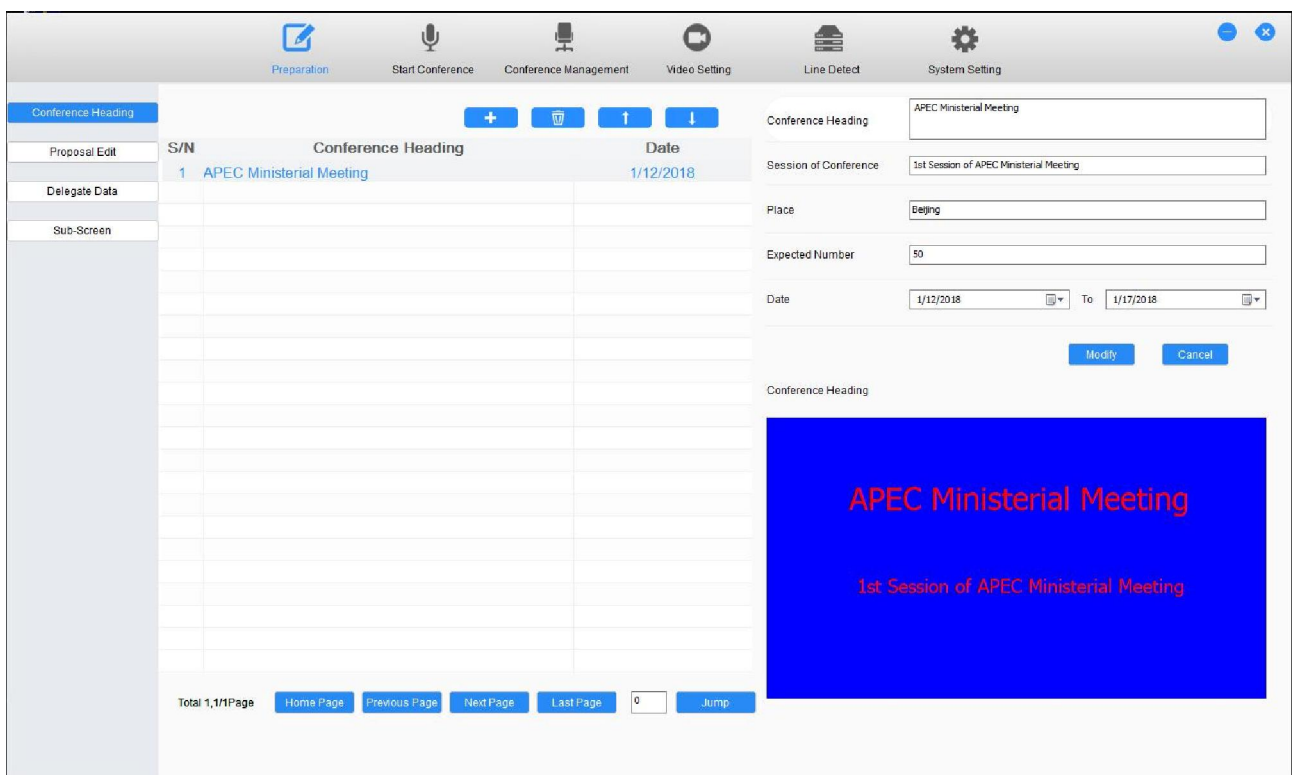 Preparation Start Conference Conference Management Video Setting Line Detect System Setting
Conference Heading
Proposal Edit
Delegate Data
Sub-Screen
S/N Conference Heading Date
1 APEC Ministerial Meeting 1/12/2018
Total 1,1/1Page Home Page Previous Page Next Page Last Page 0 Jump
Conference Heading APEC Ministerial Meeting
Session of Conference 1st Session of APEC Ministerial Meeting
Place Beijing
Expected Number 50
Date 1/12/2018 To 1/17/2018
Modify Cancel
Conference Heading
APEC Ministerial Meeting
1st Session of APEC Ministerial Meeting